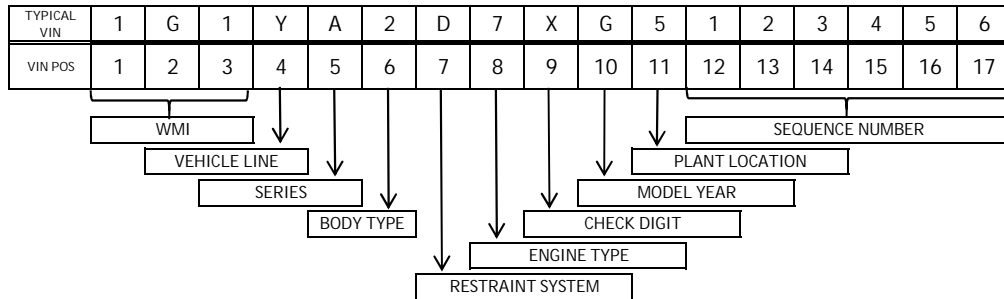 TYPICAL VIN 1 G 1 Y A 2 D 7 X G 5 1 2 3 4 5 6
VIN POS 1 2 3 4 5 6 7 8 9 10 11 12 13 14 15 16 17
WMI SEQUENCE NUMBER
VEHICLE LINE PLANT LOCATION
SERIES MODEL YEAR
BODY TYPE CHECK DIGIT
ENGINE TYPE
RESTRAINT SYSTEM